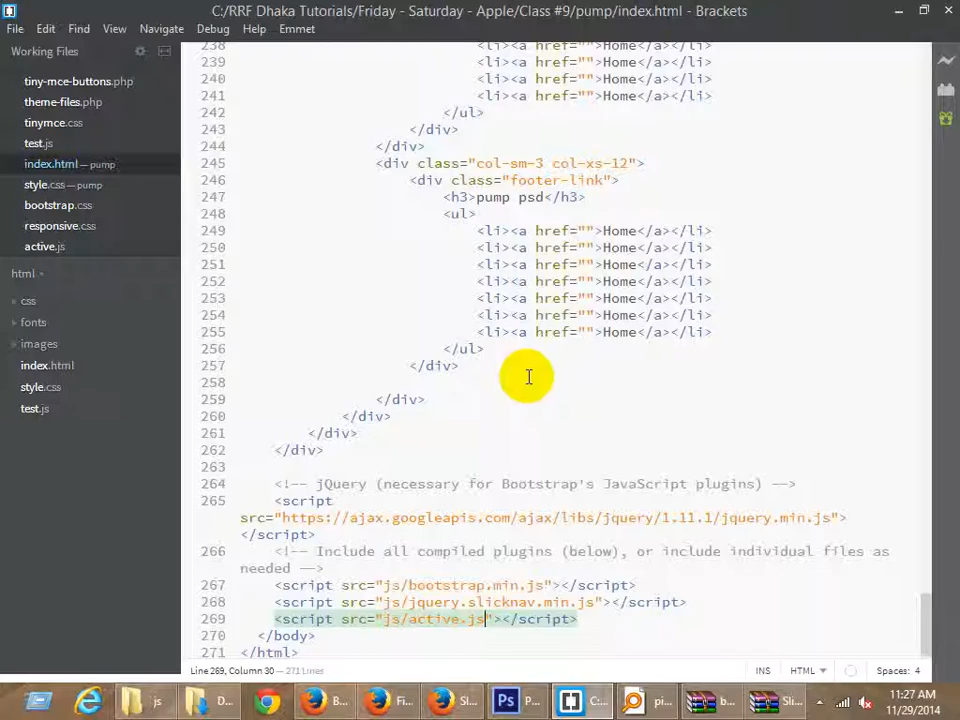 C:/RRF Dhaka Tutorials/Friday - Saturday - Apple/Class #9/pump/index.html - Brackets
File Edit Find View Navigate Debug Help Emmet
Working Files
tiny-mce-buttons.php
theme-files.php
tinymce.css
test.js
index.html — pump
style.css — pump
bootstrap.css
responsive.css
active.js
html
css
fonts
images
index.html
style.css
test.js
238 <li><a href="">Home</a></li>
239 <li><a href="">Home</a></li>
240 <li><a href="">Home</a></li>
241 <li><a href="">Home</a></li>
242 </ul>
243 </div>
244 </div>
245 <div class="col-sm-3 col-xs-12">
246 <div class="footer-link">
247 <h3>pump psd</h3>
248 <ul>
249 <li><a href="">Home</a></li>
250 <li><a href="">Home</a></li>
251 <li><a href="">Home</a></li>
252 <li><a href="">Home</a></li>
253 <li><a href="">Home</a></li>
254 <li><a href="">Home</a></li>
255 <li><a href="">Home</a></li>
256 </ul>
257 </div>
258
259 </div>
260 </div>
261 </div>
262 </div>
263
264 <!-- jQuery (necessary for Bootstrap's JavaScript plugins) -->
265 <script
src="https://ajax.googleapis.com/ajax/libs/jquery/1.11.1/jquery.min.js">
</script>
266 <!-- Include all compiled plugins (below), or include individual files as
needed -->
267 <script src="js/bootstrap.min.js"></script>
268 <script src="js/jquery.slicknav.min.js"></script>
269 <script src="js/active.js"></script>
270 </body>
271 </html>
Line 269, Column 30 — 271 Lines INS HTML Spaces: 4
js D... B... Fi... Sl... P... C:... pi... b... Sli...
11:27 AM
11/29/2014